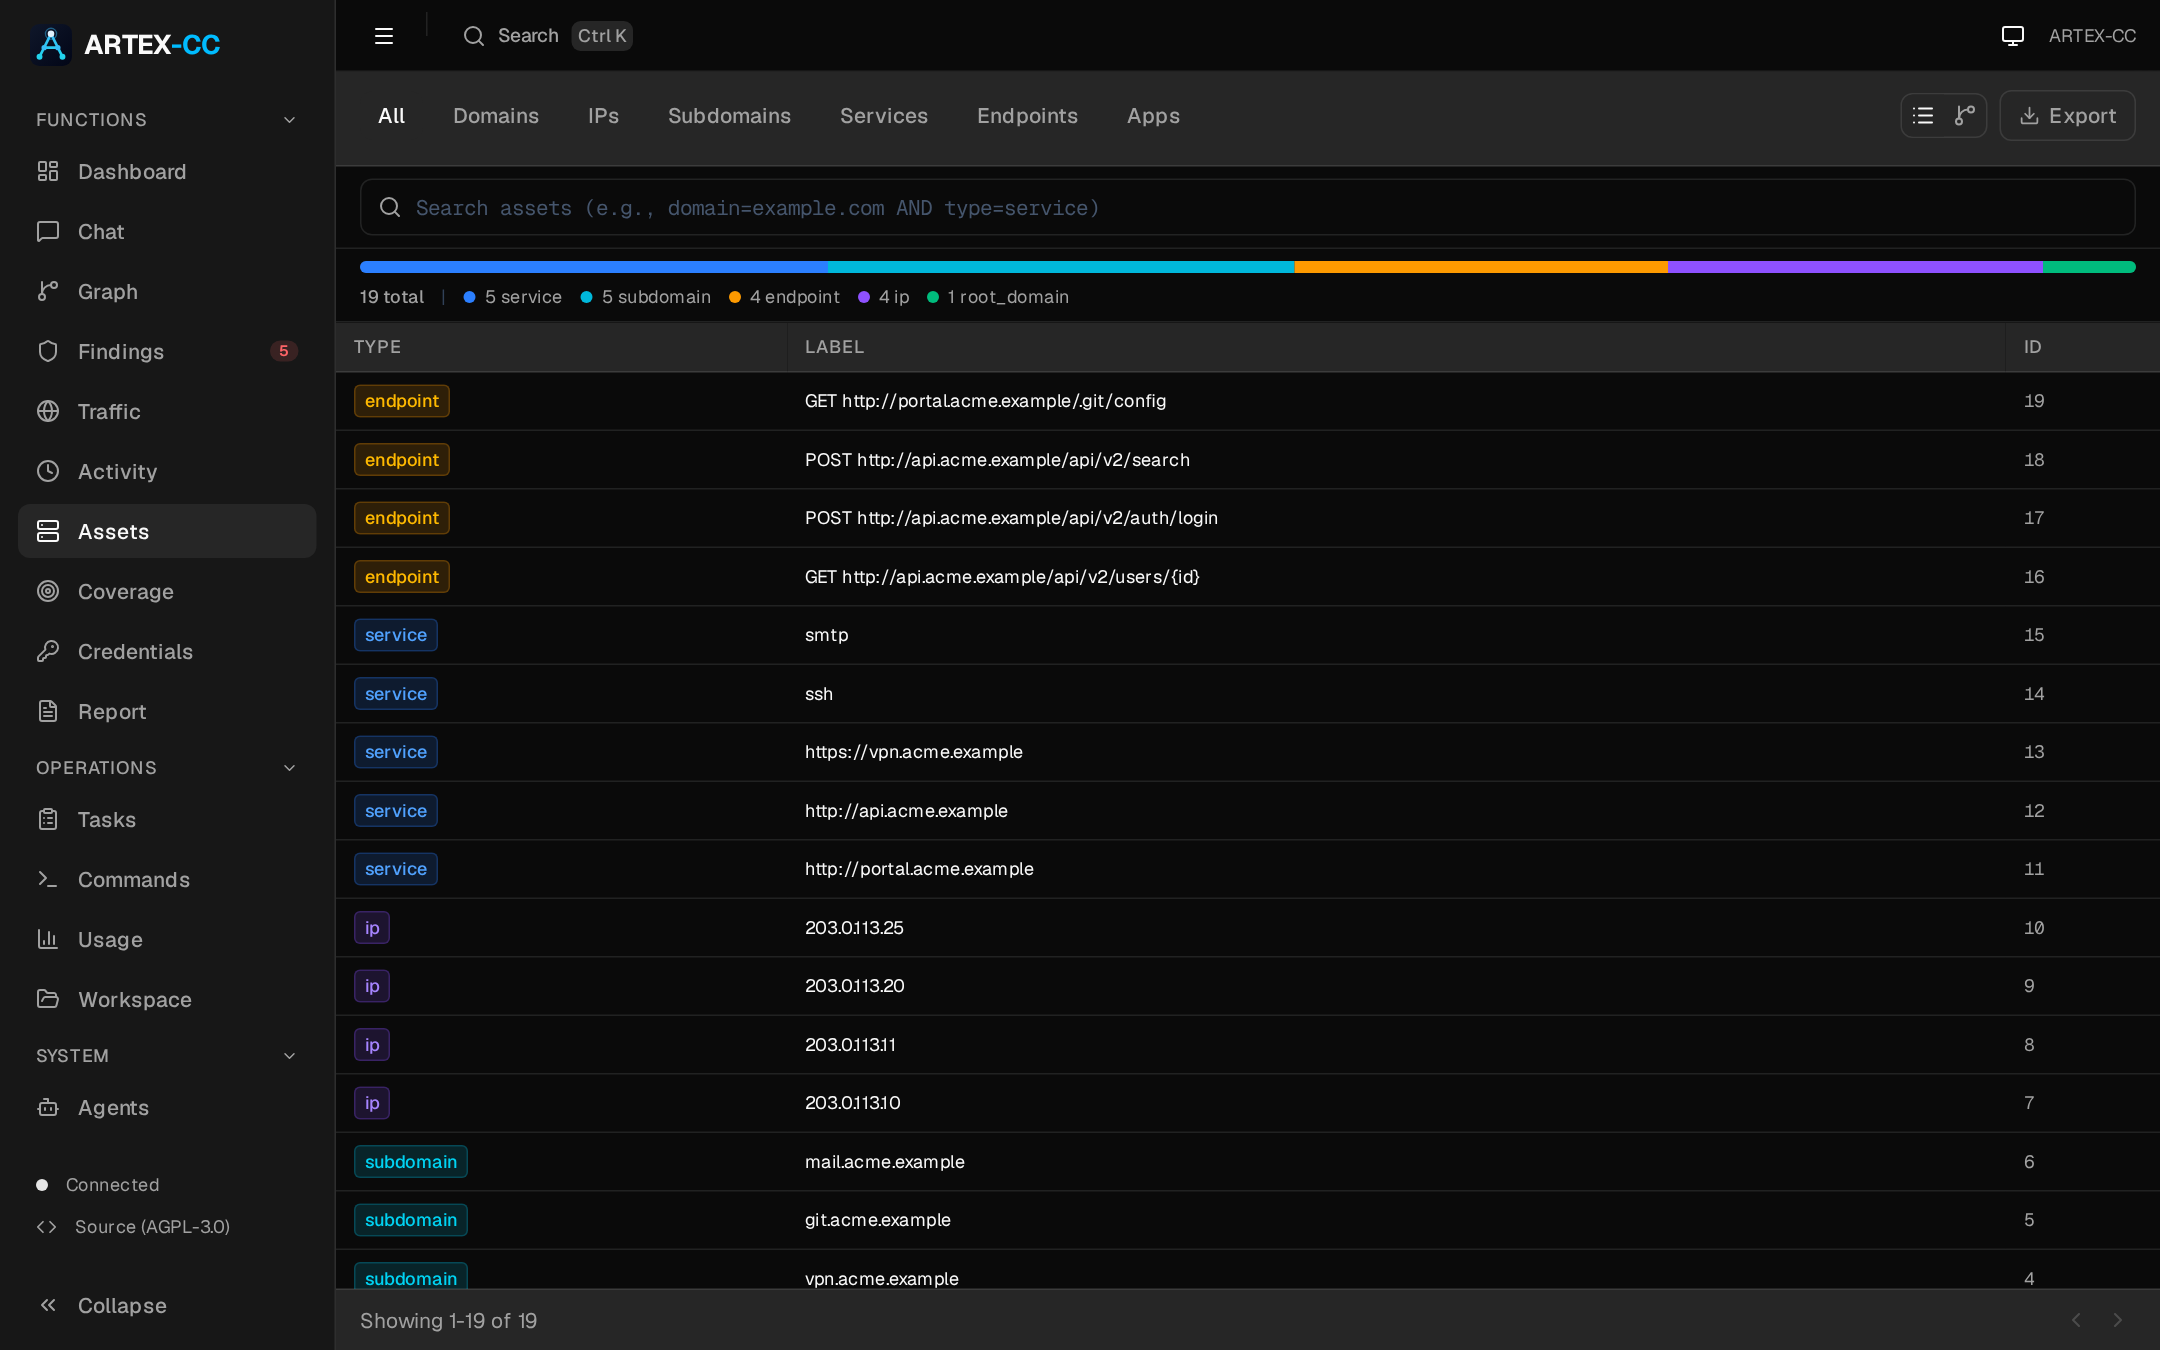 ARTEX-CC
FUNCTIONS
Dashboard
Chat
Graph
Findings 5
Traffic
Activity
Assets
Coverage
Credentials
Report
OPERATIONS
Tasks
Commands
Usage
Workspace
SYSTEM
Agents
Connected
Source (AGPL-3.0)
Collapse
Search Ctrl K
ARTEX-CC
All Domains IPs Subdomains Services Endpoints Apps
Export
Search assets (e.g., domain=example.com AND type=service)
19 total | 5 service 5 subdomain 4 endpoint 4 ip 1 root_domain
TYPE LABEL ID
endpoint GET http://portal.acme.example/.git/config 19
endpoint POST http://api.acme.example/api/v2/search 18
endpoint POST http://api.acme.example/api/v2/auth/login 17
endpoint GET http://api.acme.example/api/v2/users/{id} 16
service smtp 15
service ssh 14
service https://vpn.acme.example 13
service http://api.acme.example 12
service http://portal.acme.example 11
ip 203.0.113.25 10
ip 203.0.113.20 9
ip 203.0.113.11 8
ip 203.0.113.10 7
subdomain mail.acme.example 6
subdomain git.acme.example 5
subdomain vpn.acme.example 4
Showing 1-19 of 19